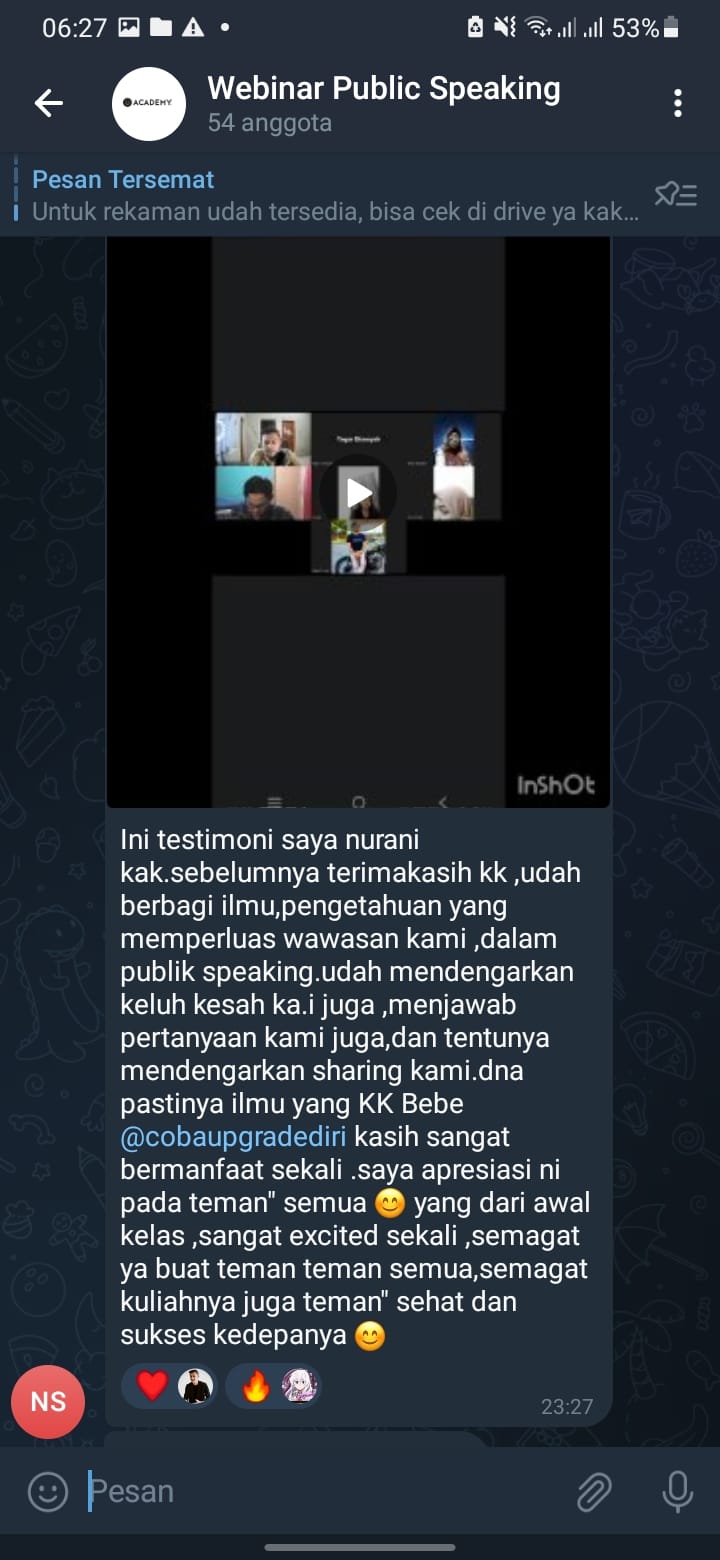 06:27
53%
ACADEMY
Webinar Public Speaking
54 anggota
Pesan Tersemat
Untuk rekaman udah tersedia, bisa cek di drive ya kak...
InShOt
Ini testimoni saya nurani
kak.sebelumnya terimakasih kk ,udah
berbagi ilmu,pengetahuan yang
memperluas wawasan kami ,dalam
publik speaking.udah mendengarkan
keluh kesah ka.i juga ,menjawab
pertanyaan kami juga,dan tentunya
mendengarkan sharing kami.dna
pastinya ilmu yang KK Bebe
@cobaupgradediri kasih sangat
bermanfaat sekali .saya apresiasi ni
pada teman" semua 😊 yang dari awal
kelas ,sangat excited sekali ,semagat
ya buat teman teman semua,semagat
kuliahnya juga teman" sehat dan
sukses kedepanya 😊
NS
23:27
Pesan